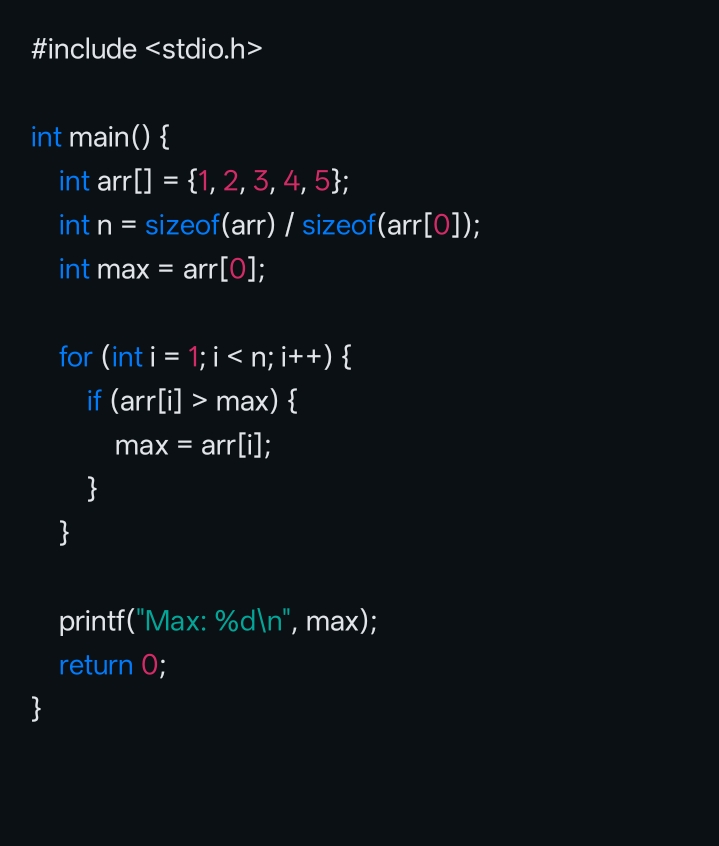 #include <stdio.h>
int main() {
int arr[] = {1, 2, 3, 4, 5};
int n = sizeof(arr) / sizeof(arr[0]);
int max = arr[0];
for (int i = 1; i < n; i++) {
if (arr[i] > max) {
max = arr[i];
}
}
printf("Max: %d\n", max);
return 0;
}